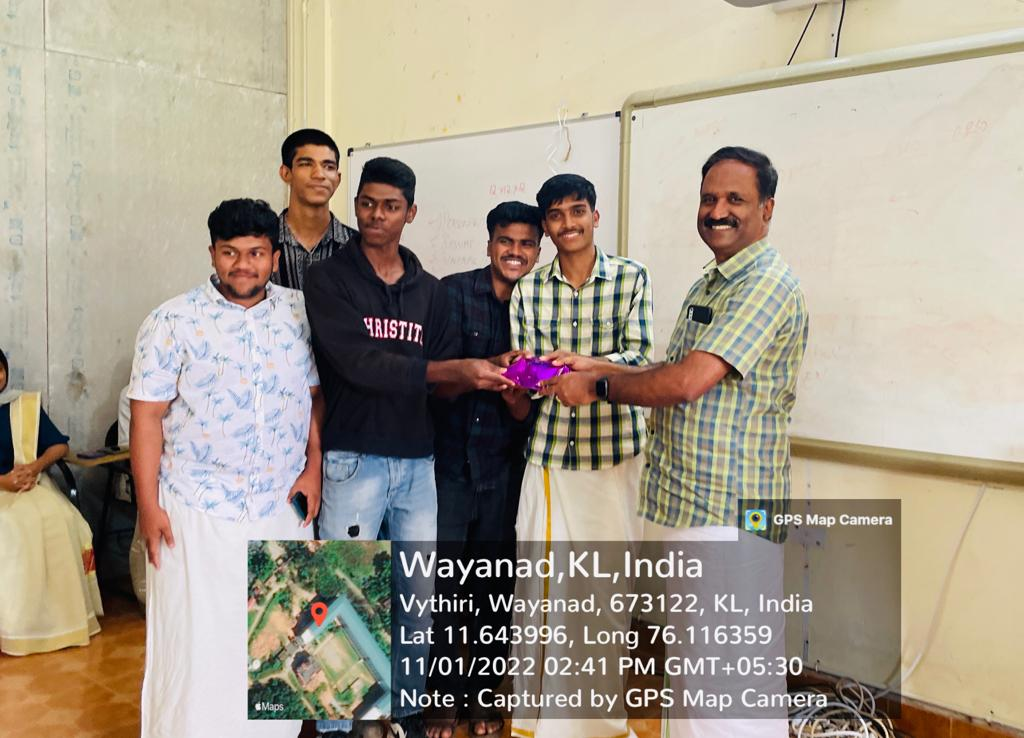 HRISTIT
GPS Map Camera
Wayanad,KL,India
Vythiri, Wayanad, 673122, KL, India
Lat 11.643996, Long 76.116359
11/01/2022 02:41 PM GMT+05:30
Note : Captured by GPS Map Camera
Maps